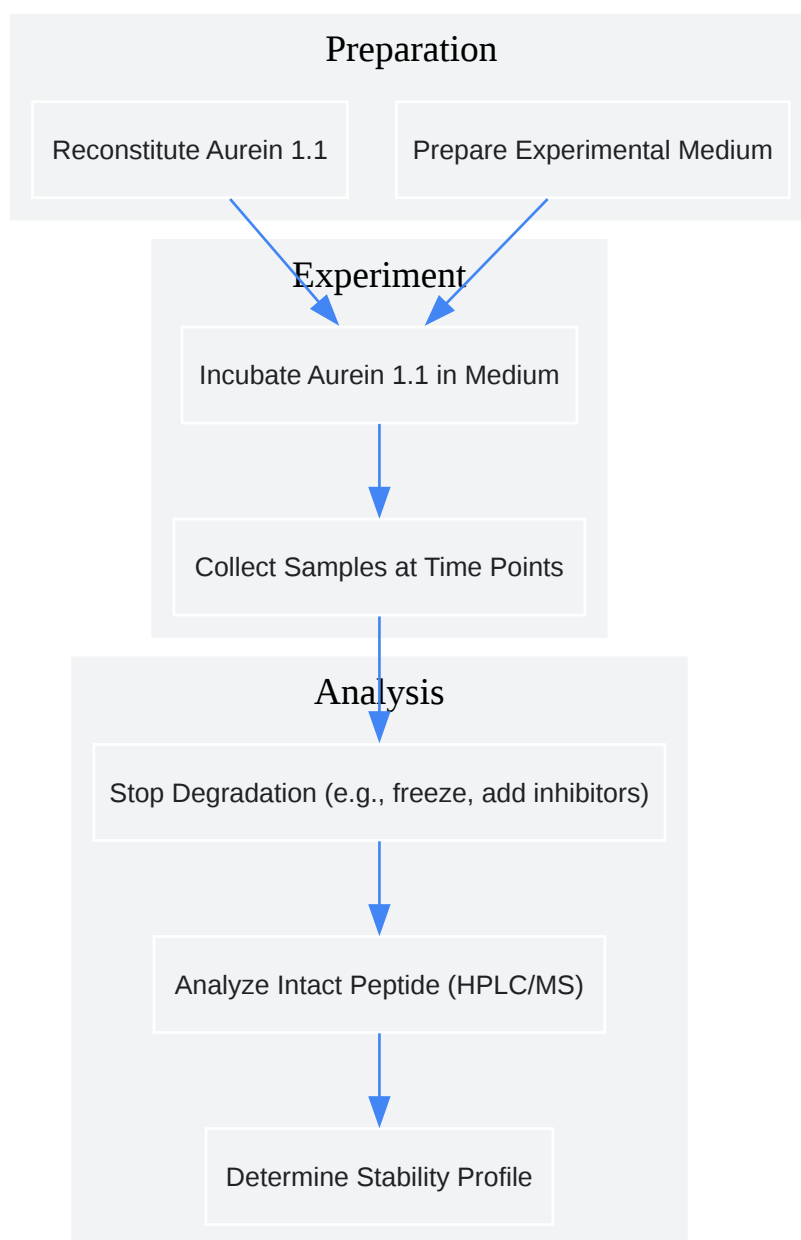 Preparation
Reconstitute Aurein 1.1
Prepare Experimental Medium
Experiment
Incubate Aurein 1.1 in Medium
Collect Samples at Time Points
Analysis
Stop Degradation (e.g., freeze, add inhibitors)
Analyze Intact Peptide (HPLC/MS)
Determine Stability Profile